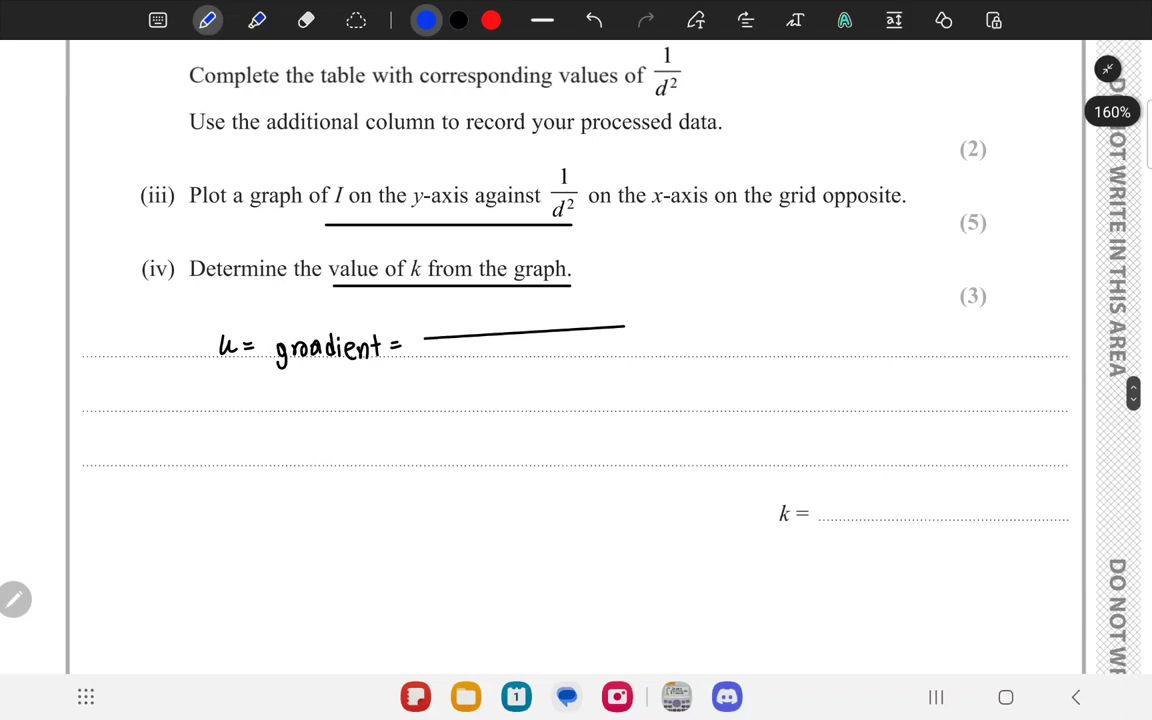 160%
Complete the table with corresponding values of 1/d²
Use the additional column to record your processed data.
(2)
(iii) Plot a graph of I on the y-axis against 1/d² on the x-axis on the grid opposite.
(5)
(iv) Determine the value of k from the graph.
(3)
k = gradient =
k =
NOT WRITE IN THIS AREA
DO NOT WR